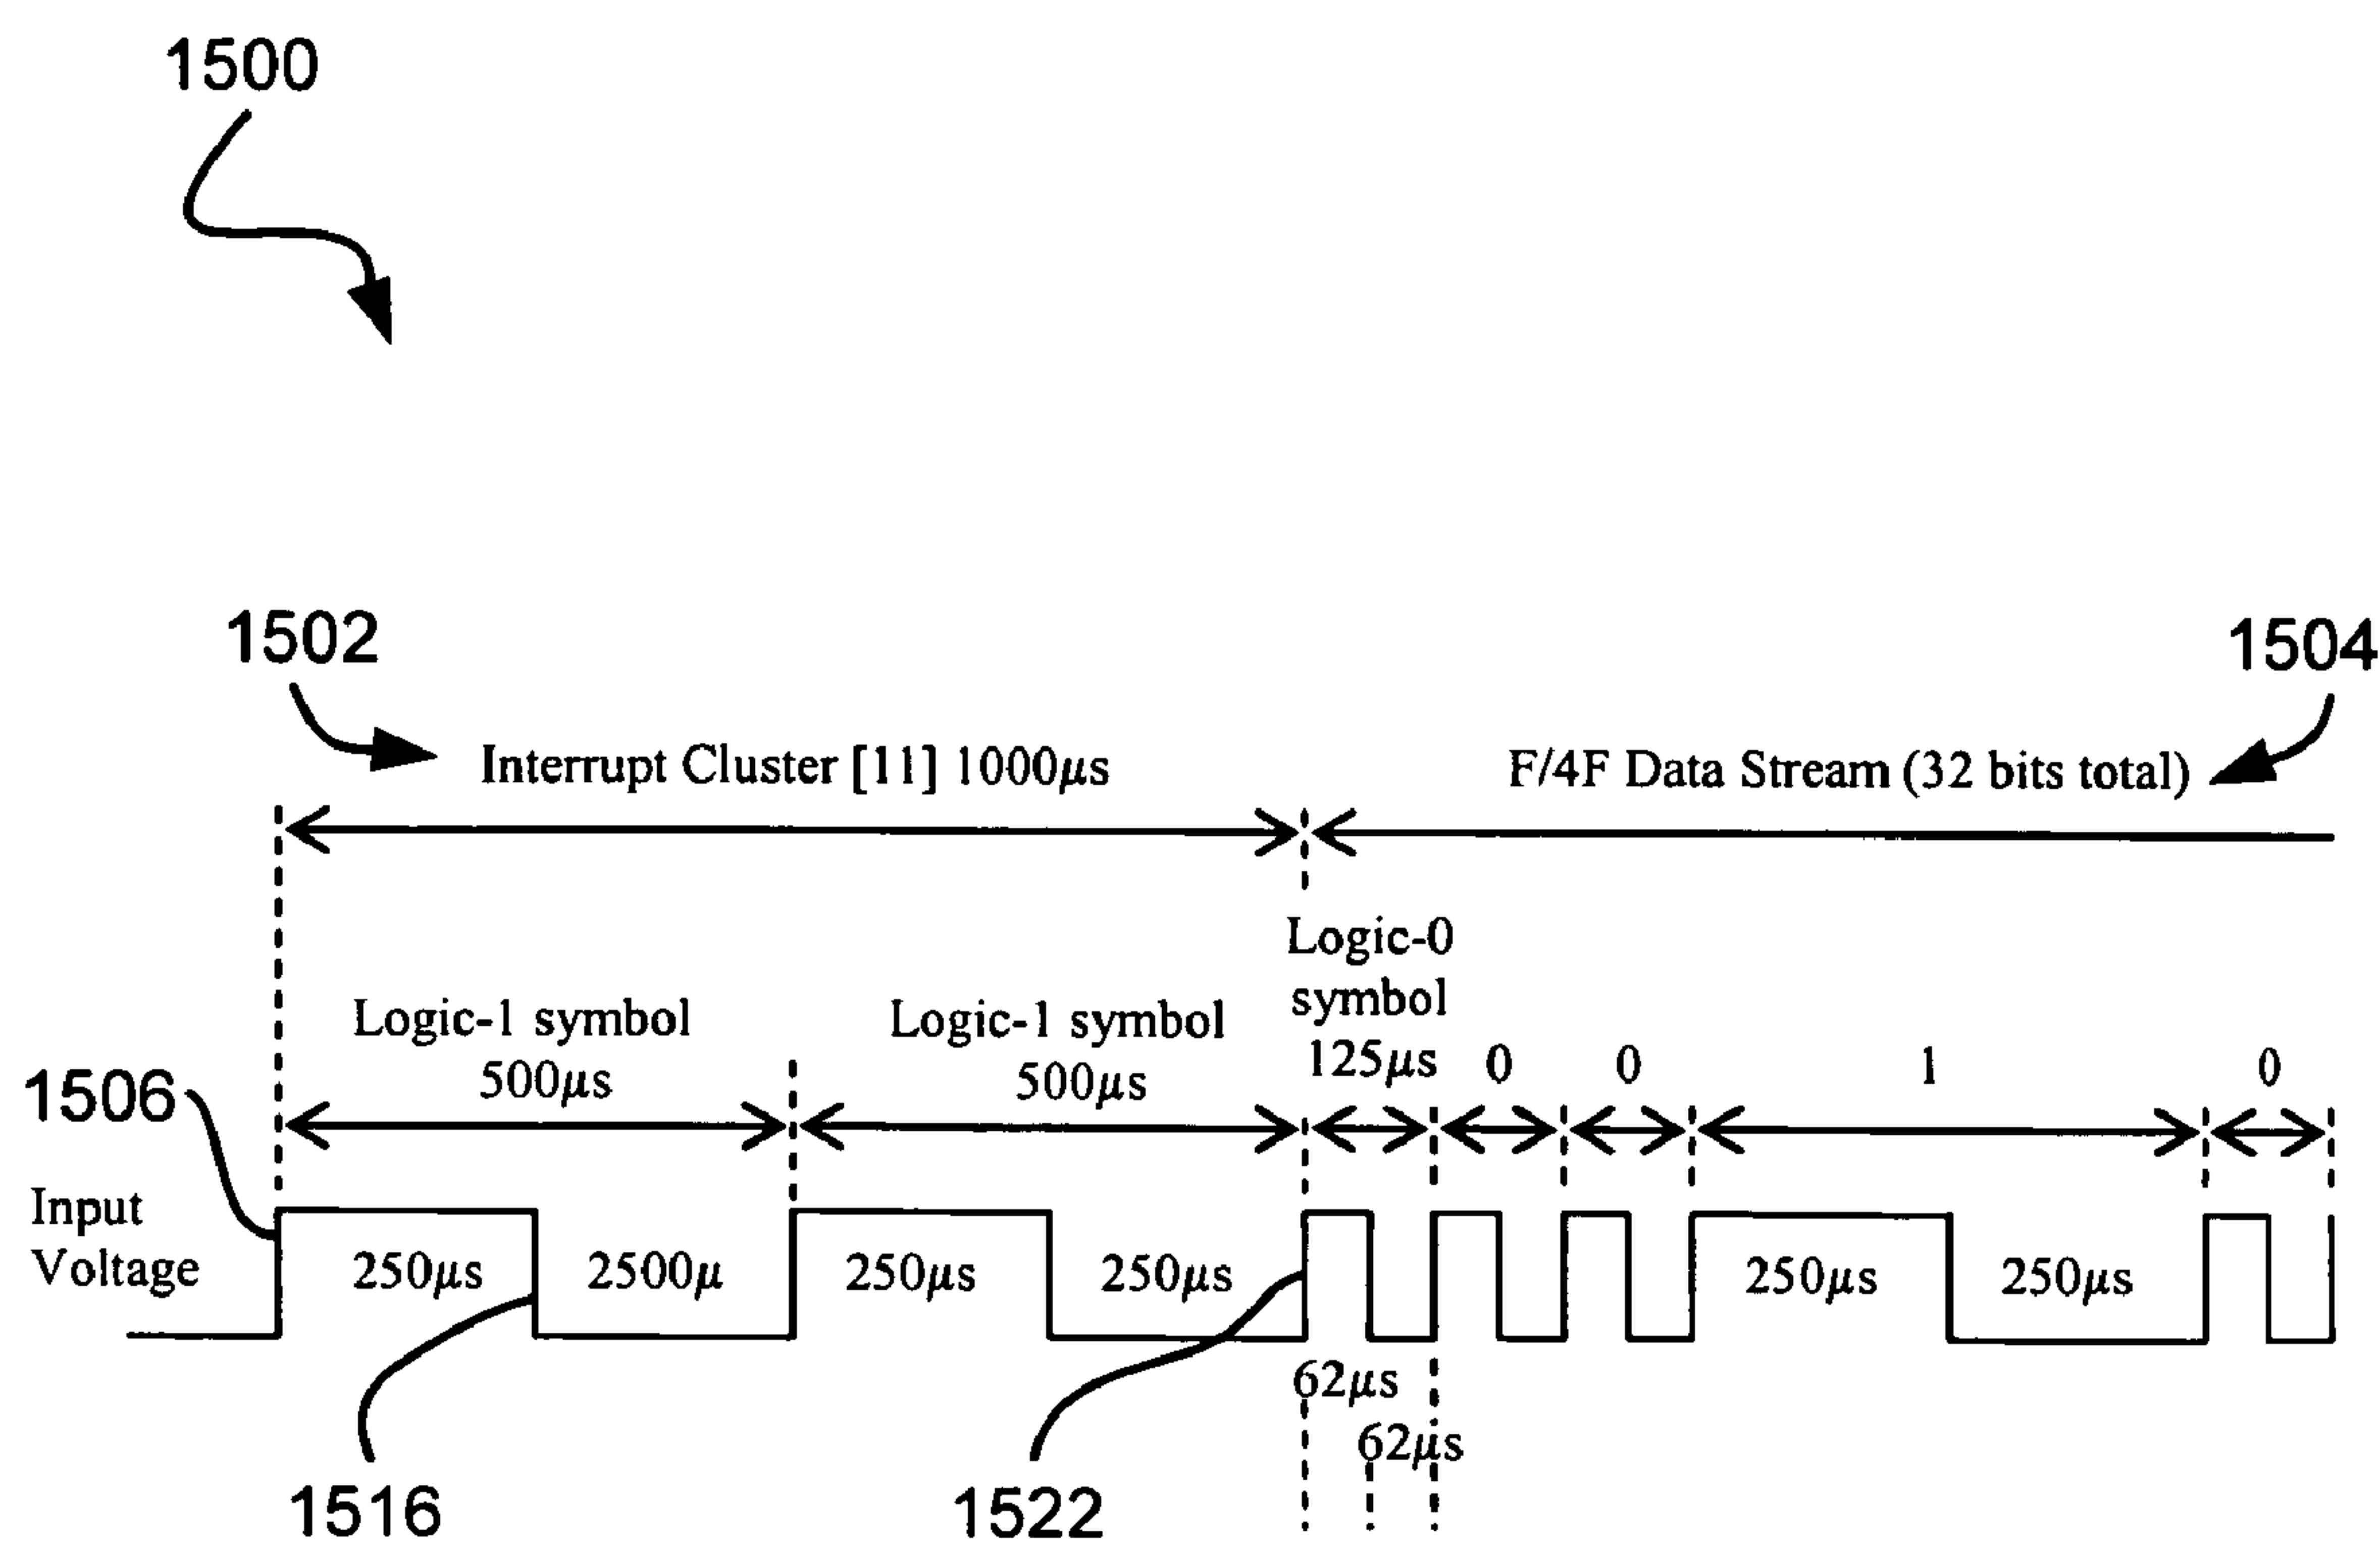 1500
1502
1504
Interrupt Cluster [11] 1000µs
F/4F Data Stream (32 bits total)
Logic-0
symbol
125µs
Logic-1 symbol
500µs
Logic-1 symbol
500µs
0
0
1
0
1506
Input
Voltage
250µs
2500µ
250µs
250µs
250µs
250µs
62µs
62µs
1516
1522